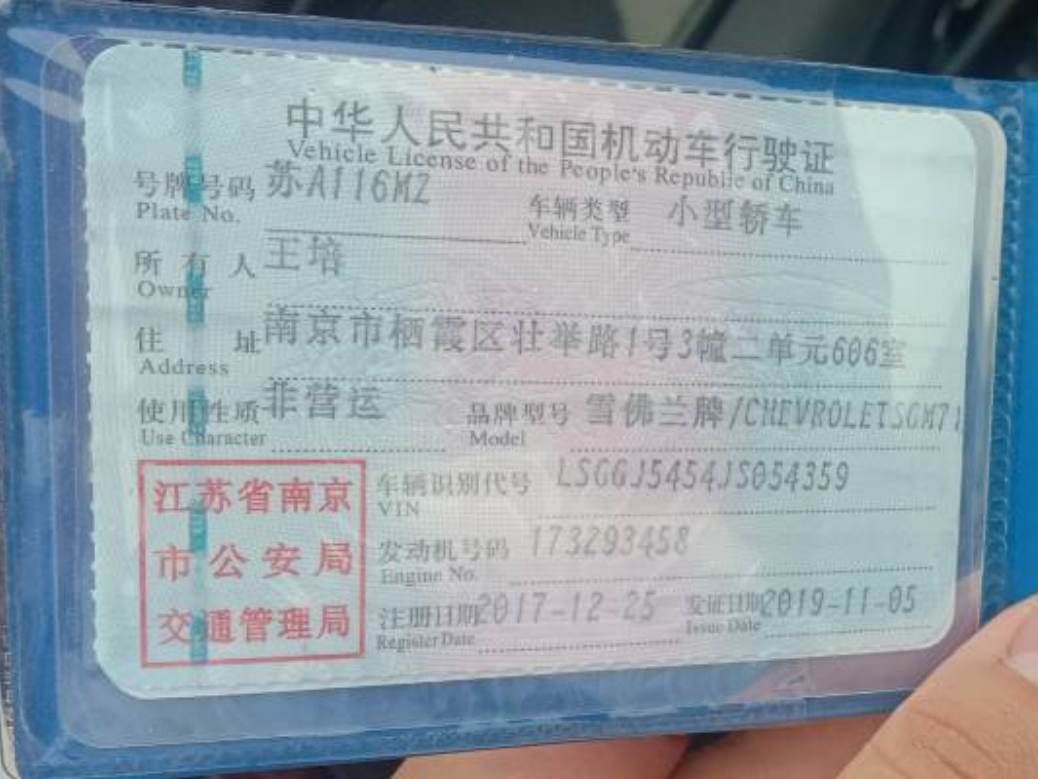 中华人民共和国机动车行驶证
Vehicle License of the People's Republic of China
号牌号码 苏A116M2 车辆类型 小型轿车
Plate No. Vehicle Type
所有人 王培
Owner
住址 南京市栖霞区壮举路1号3幢二单元606室
Address
使用性质 非营运 品牌型号 雪佛兰牌/CHEVROLETSGM71
Use Character Model
江苏省南京
市公安局
交通管理局
车辆识别代号 LSGGJ5454JS054359
VIN
发动机号码 173293458
Engine No.
注册日期 2017-12-25 发证日期 2019-11-05
Register Date Issue Date